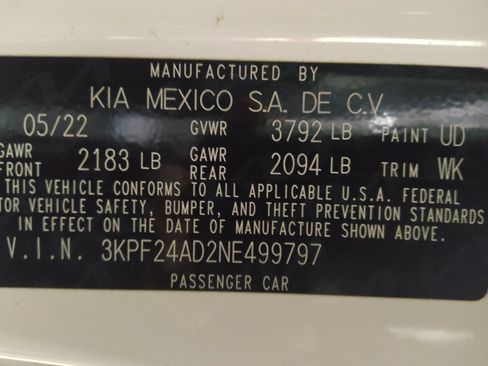 MANUFACTURED BY
KIA MEXICO S.A. DE C.V.
05/22 GVWR 3792 LB PAINT UD
GAWR FRONT 2183 LB GAWR REAR 2094 LB TRIM WK
THIS VEHICLE CONFORMS TO ALL APPLICABLE U.S.A. FEDERAL
TOR VEHICLE SAFETY, BUMPER, AND THEFT PREVENTION STANDARDS
IN EFFECT ON THE DATE OF MANUFACTURE SHOWN ABOVE.
V.I.N. 3KPF24AD2NE499797
PASSENGER CAR